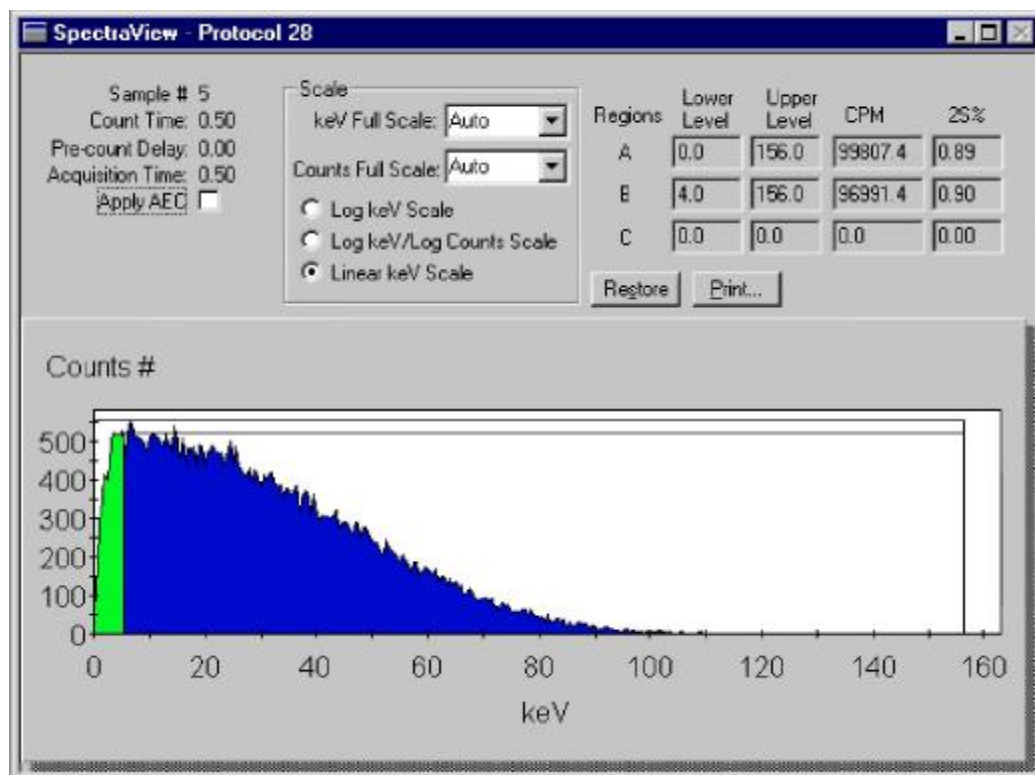 SpectraView - Protocol 28
Sample # 5
Count Time: 0.50
Pre-count Delay: 0.00
Acquisition Time: 0.50
Apply AEC
Scale
keV Full Scale: Auto
Counts Full Scale: Auto
Log keV Scale
Log keV/Log Counts Scale
Linear keV Scale
Regions Lower Level Upper Level CPM 2S%
A 0.0 156.0 99807.4 0.89
B 4.0 156.0 96991.4 0.90
C 0.0 0.0 0.0 0.00
Restore Print...
Counts #
500
400
300
200
100
0
0 20 40 60 80 100 120 140 160
keV